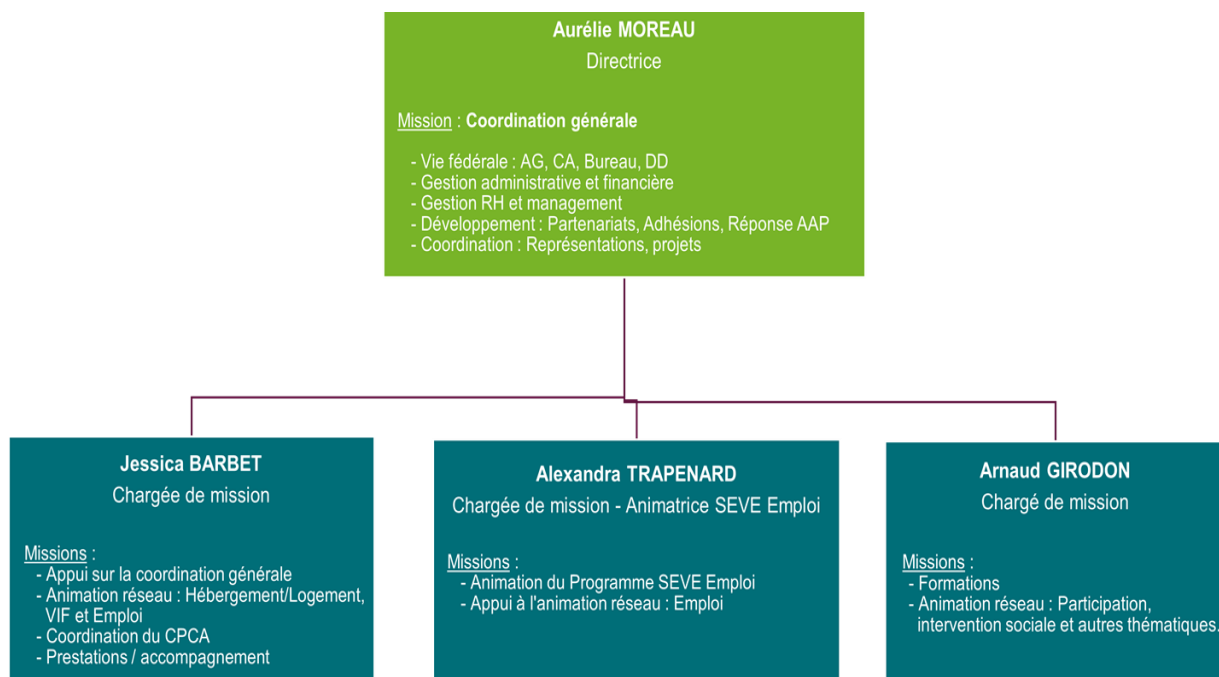 Aurélie MOREAU
Directrice
Mission : Coordination générale
- Vie fédérale : AG, CA, Bureau, DD
- Gestion administrative et financière
- Gestion RH et management
- Développement : Partenariats, Adhésions, Réponse AAP
- Coordination : Représentations, projets
Jessica BARBET
Chargée de mission
Missions :
- Appui sur la coordination générale
- Animation réseau : Hébergement/Logement,
VIF et Emploi
- Coordination du CPCA
- Prestations / accompagnement
Alexandra TRAPENARD
Chargée de mission - Animatrice SEVE Emploi
Missions :
- Animation du Programme SEVE Emploi
- Appui à l'animation réseau : Emploi
Arnaud GIRODON
Chargé de mission
Missions :
- Formations
- Animation réseau : Participation,
intervention sociale et autres thématiques.